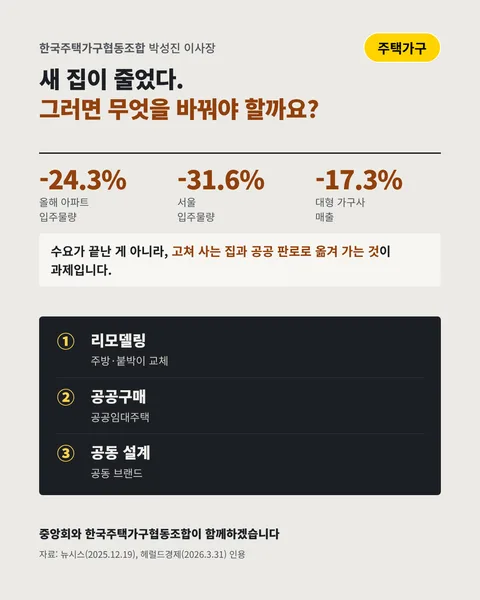 한국주택가구협동조합 박성진 이사장
주택가구
새 집이 줄었다.
그러면 무엇을 바꿔야 할까요?
-24.3%
올해 아파트
입주물량
-31.6%
서울
입주물량
-17.3%
대형 가구사
매출
수요가 끝난 게 아니라, 고쳐 사는 집과 공공 판로로 옮겨 가는 것이
과제입니다.
① 리모델링
주방·붙박이 교체
② 공공구매
공공임대주택
③ 공동 설계
공동 브랜드
중앙회와 한국주택가구협동조합이 함께하겠습니다
자료: 뉴시스(2025.12.19), 헤럴드경제(2026.3.31) 인용